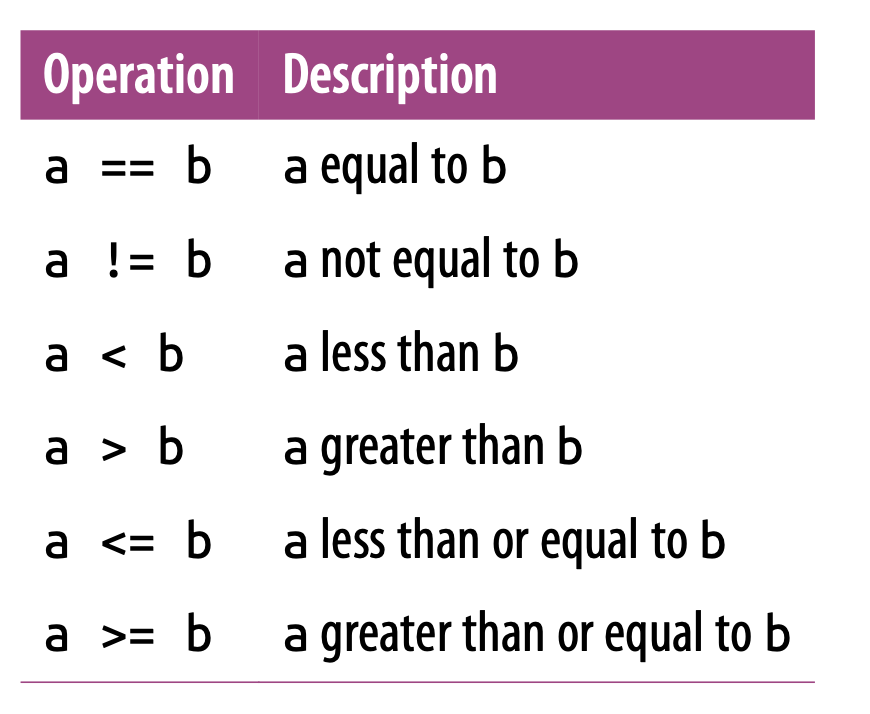 Operation Description
a == b a equal to b
a != b a not equal to b
a < b a less than b
a > b a greater than b
a <= b a less than or equal to b
a >= b a greater than or equal to b